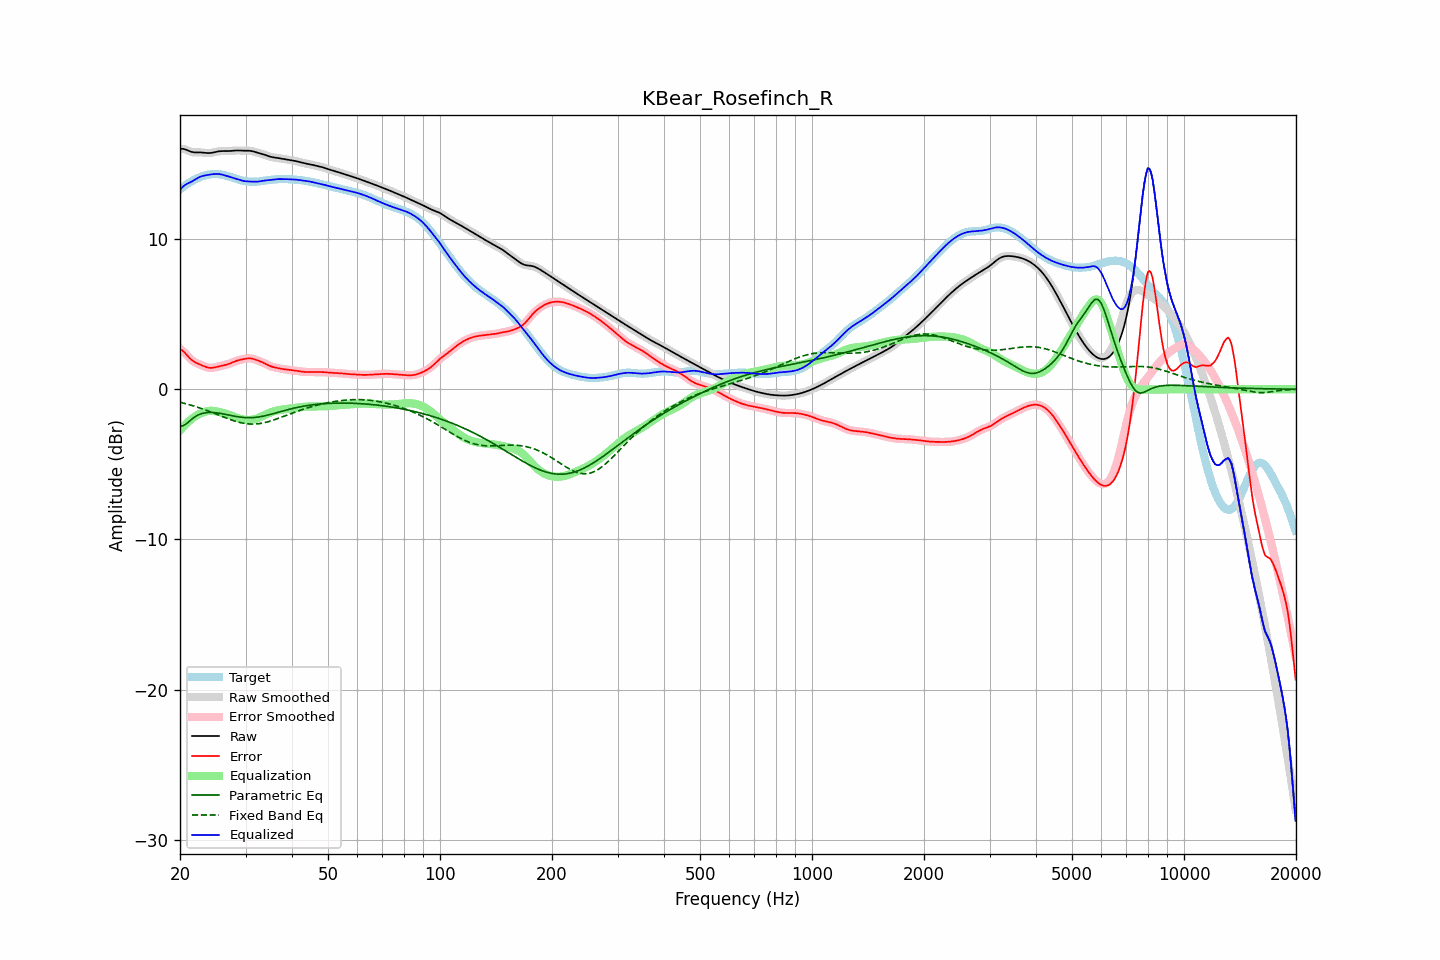 KBear_Rosefinch_R
Amplitude (dBr)
10
0
−10
−20
−30
Target
Raw Smoothed
Error Smoothed
Raw
Error
Equalization
Parametric Eq
Fixed Band Eq
Equalized
20 50 100 200 500 1000 2000 5000 10000 20000
Frequency (Hz)